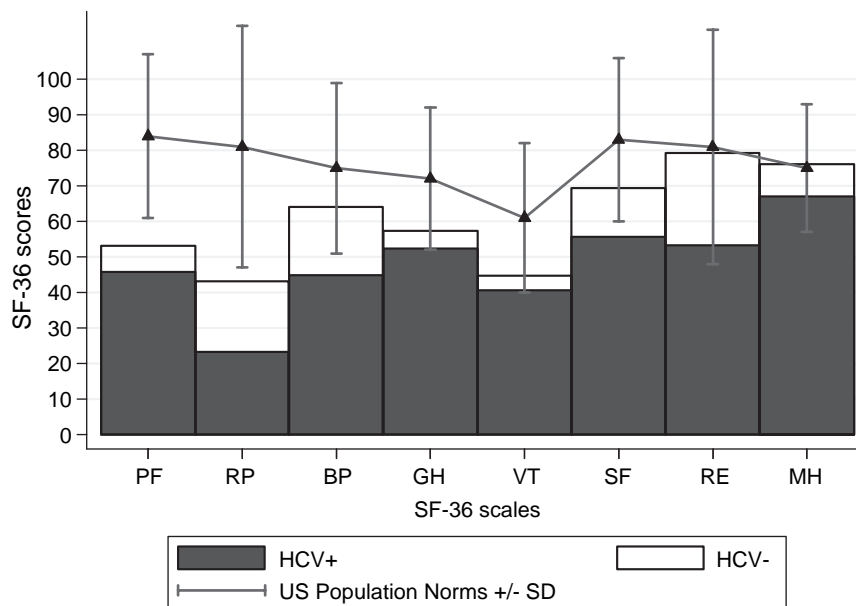 100
90
80
70
60
50
40
30
20
10
0
SF-36 scores
PF RP BP GH VT SF RE MH
SF-36 scales
HCV+ HCV-
US Population Norms +/- SD